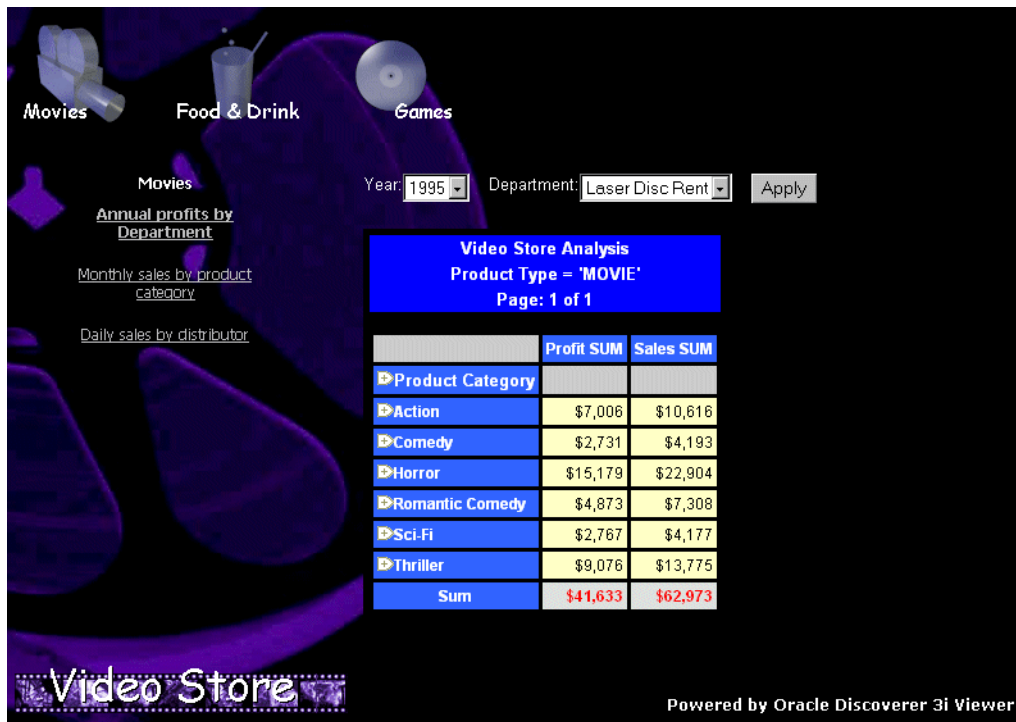 Movies
Food & Drink
Games
Movies
Annual profits by
Department
Monthly sales by product
category
Daily sales by distributor
Year: 1995 Department: Laser Disc Rent Apply
Video Store Analysis
Product Type = 'MOVIE'
Page: 1 of 1
Profit SUM Sales SUM
Product Category
Action $7,006 $10,616
Comedy $2,731 $4,193
Horror $15,179 $22,904
Romantic Comedy $4,873 $7,308
Sci-Fi $2,767 $4,177
Thriller $9,076 $13,775
Sum $41,633 $62,973
Video Store
Powered by Oracle Discoverer 3i Viewer